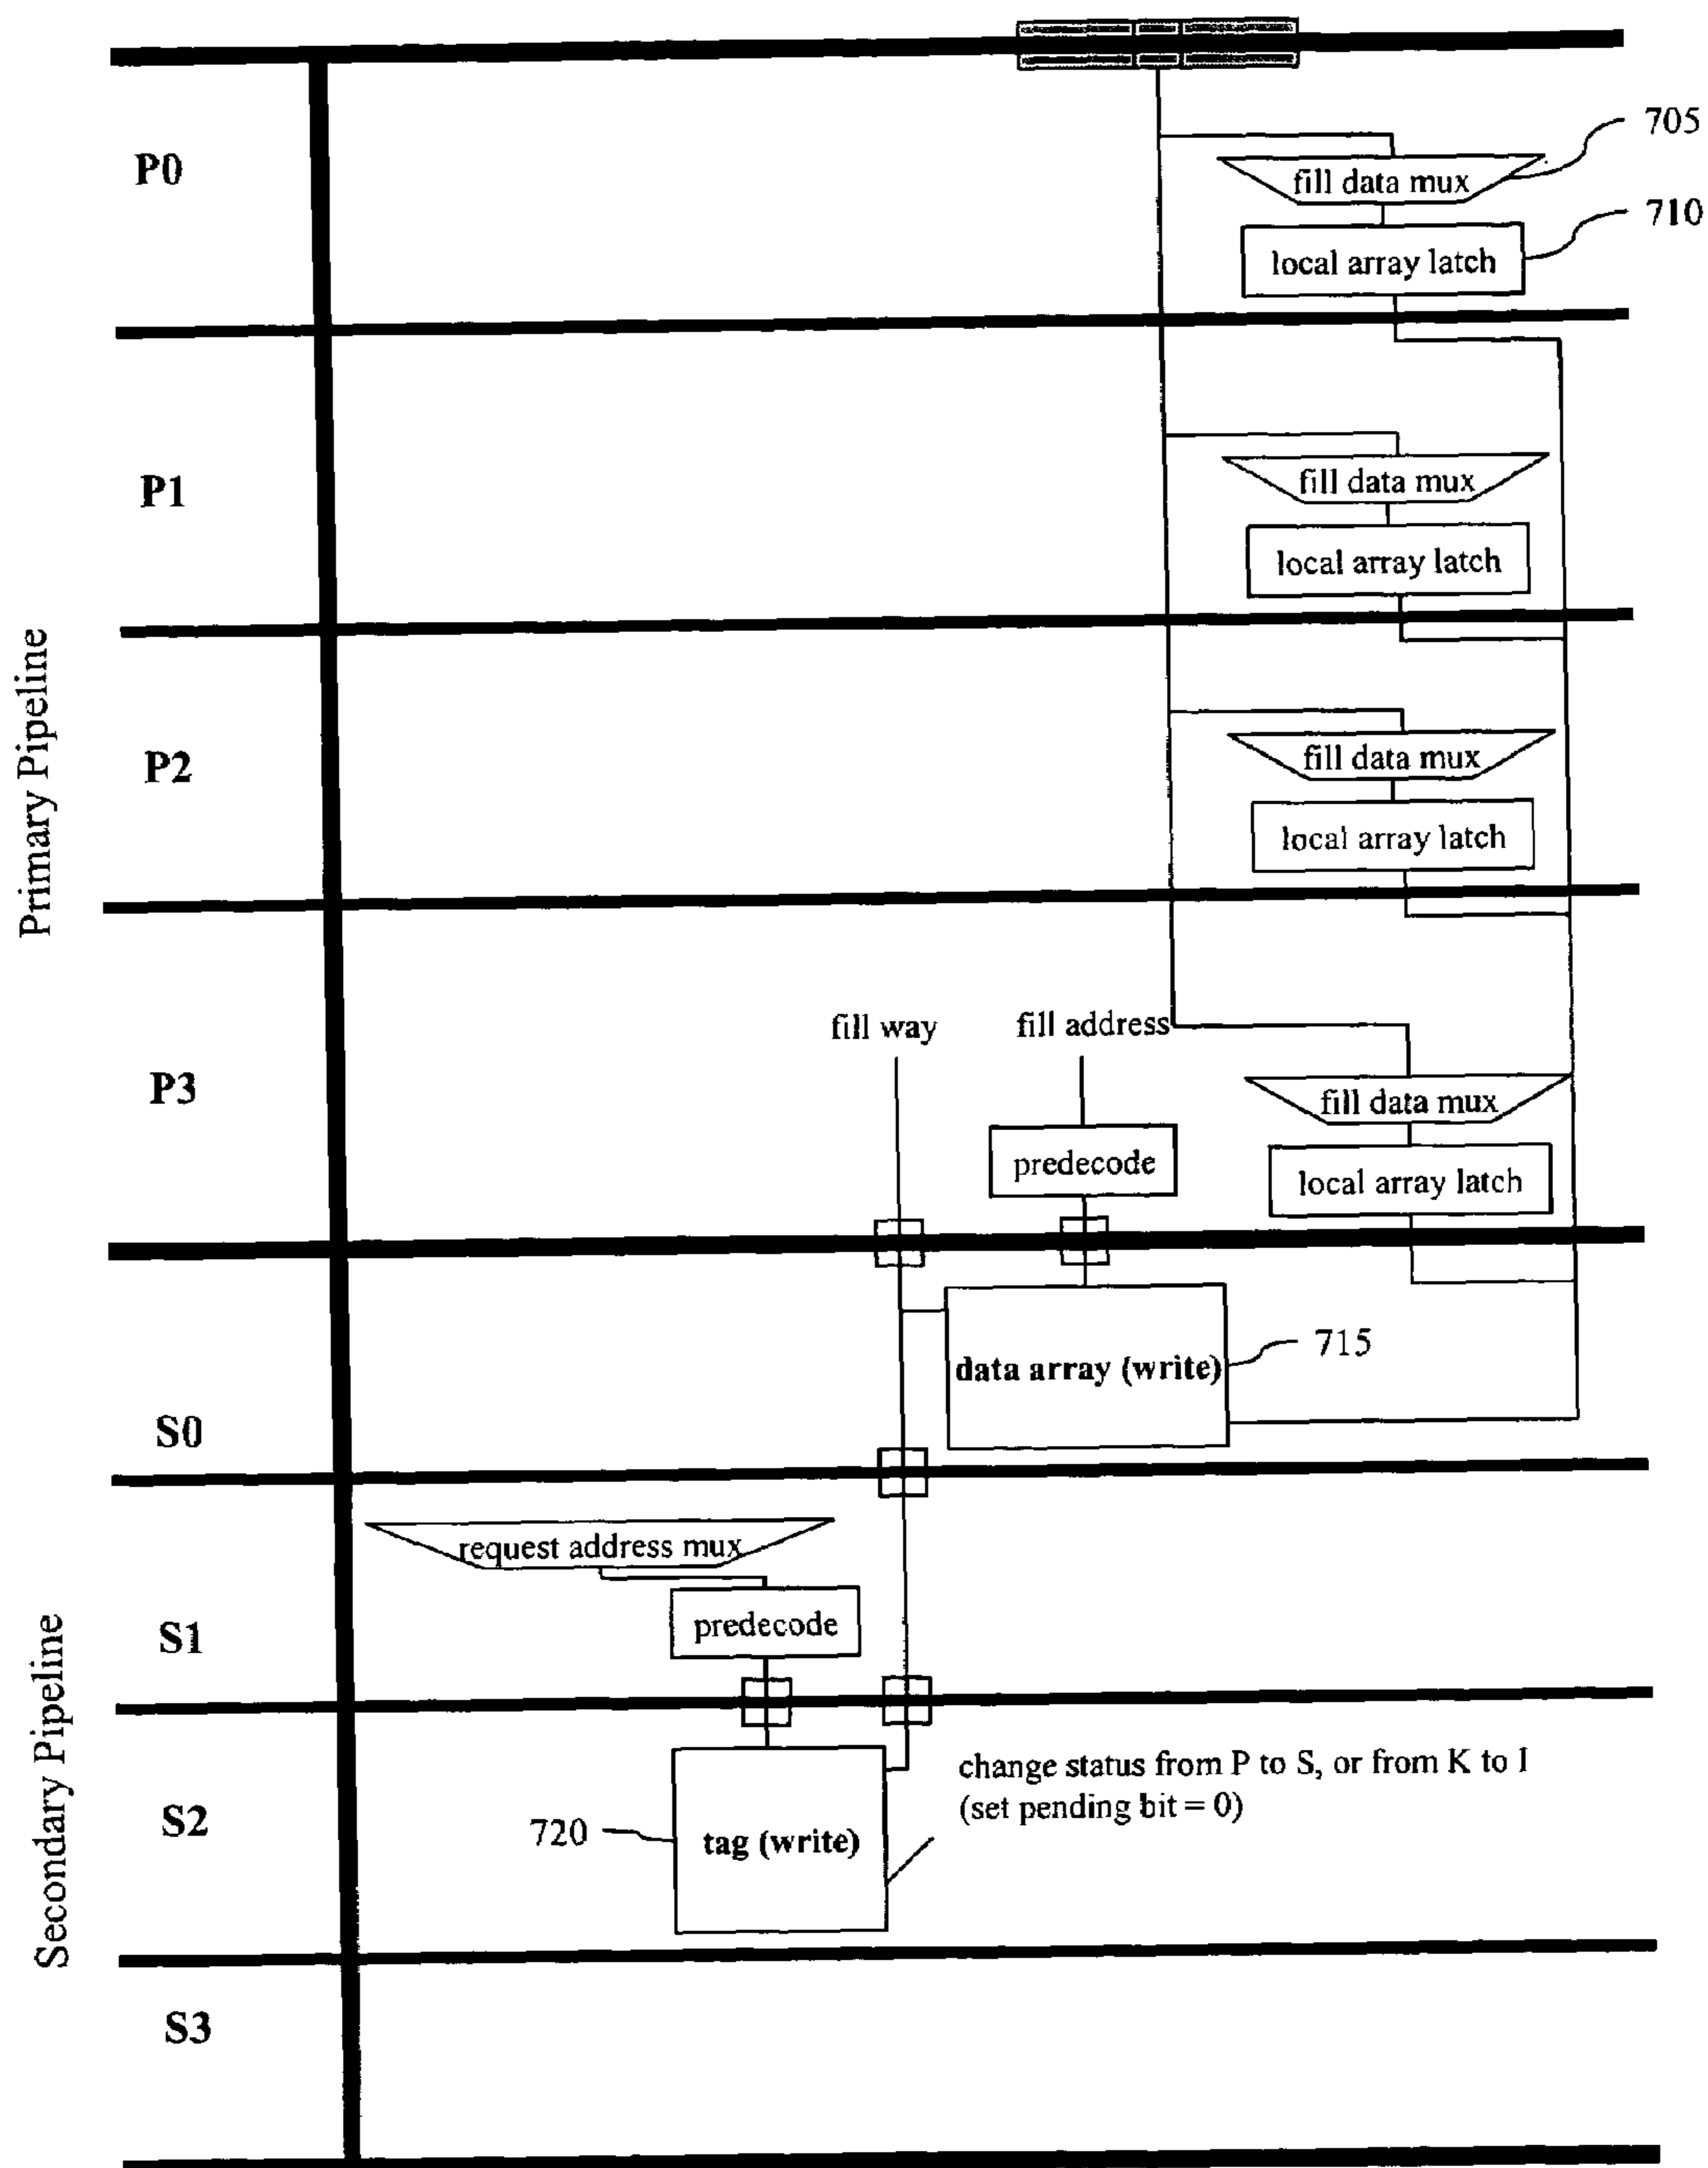 705
P0
fill data mux
710
local array latch
P1
fill data mux
local array latch
Primary Pipeline
P2
fill data mux
local array latch
fill way
fill address
P3
fill data mux
predecode
local array latch
715
data array (write)
S0
request address mux
S1
predecode
Secondary Pipeline
change status from P to S, or from K to I
(set pending bit = 0)
S2
720
tag (write)
S3